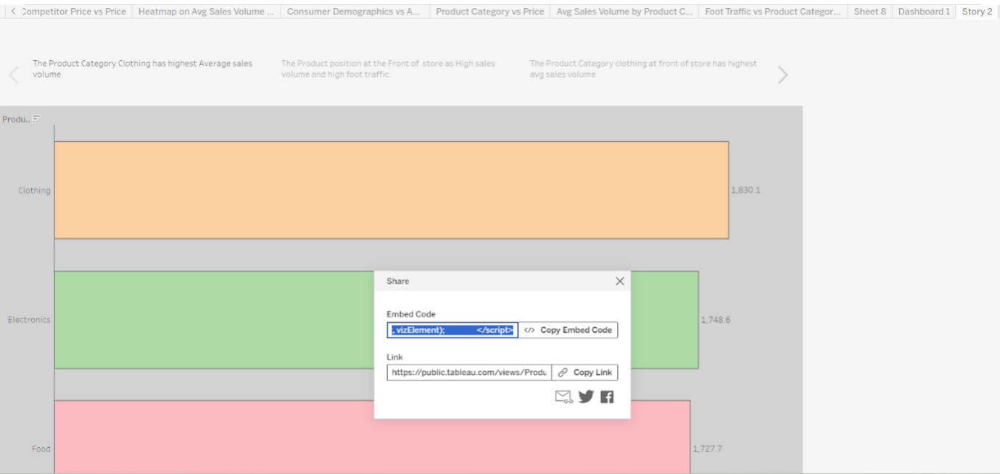 Competitor Price vs Price
Heatmap on Avg Sales Volume ...
Consumer Demographics vs A...
Product Category vs Price
Avg Sales Volume by Product C...
Foot Traffic vs Product Categor...
Sheet 8
Dashboard 1
Story 2
The Product Category Clothing has highest Average sales
volume.
The Product position at the Front of store as High sales
volume and high foot traffic.
The Product Category clothing at front of store has highest
avg sales volume
Produ..
Clothing
1,830.1
Electronics
1,748.6
Food
1,727.7
Share
Embed Code
, vizElement); </script>
</> Copy Embed Code
Link
https://public.tableau.com/views/Produ
Copy Link